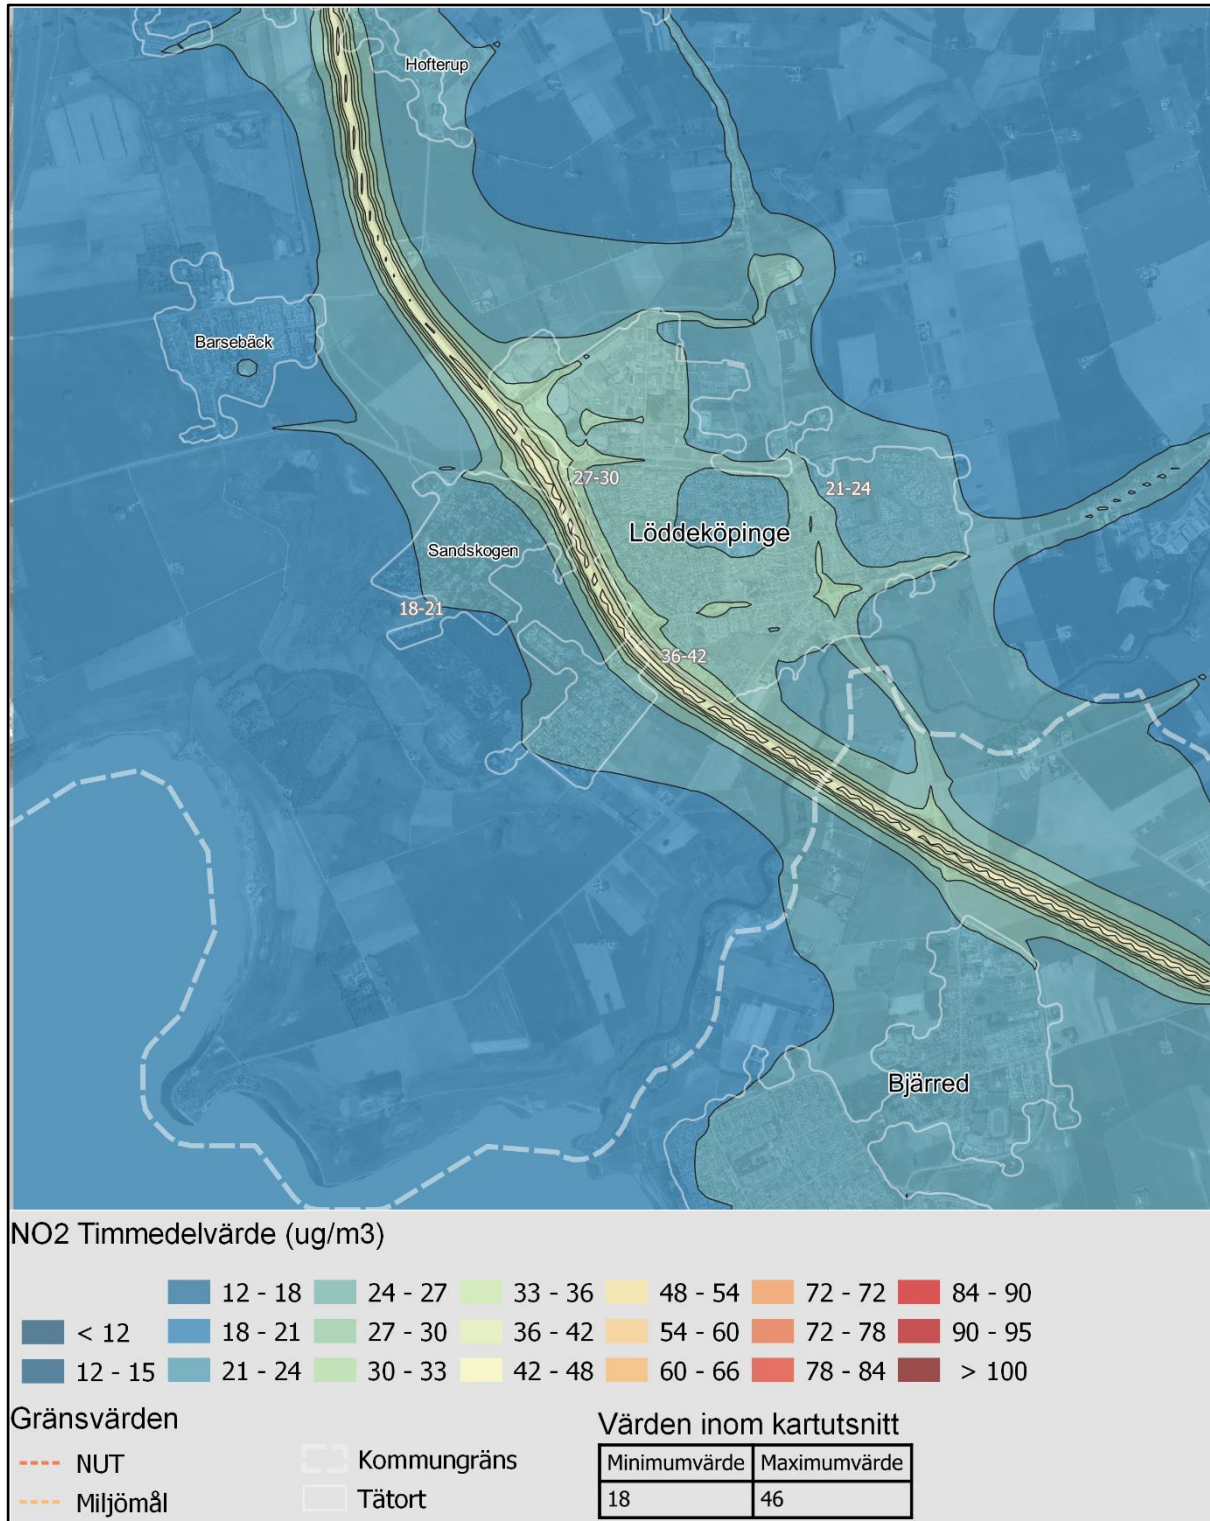 Hofterup
Barsebäck
27-30
21-24
Löddeköpinge
Sandskogen
18-21
36-42
Bjärred
NO2 Timmedelvärde (ug/m3)
12 - 18 24 - 27 33 - 36 48 - 54 72 - 72 84 - 90
< 12 18 - 21 27 - 30 36 - 42 54 - 60 72 - 78 90 - 95
12 - 15 21 - 24 30 - 33 42 - 48 60 - 66 78 - 84 > 100
Gränsvärden Värden inom kartutsnitt
NUT Kommungräns Minimumvärde Maximumvärde
Miljömål Tätort 18 46